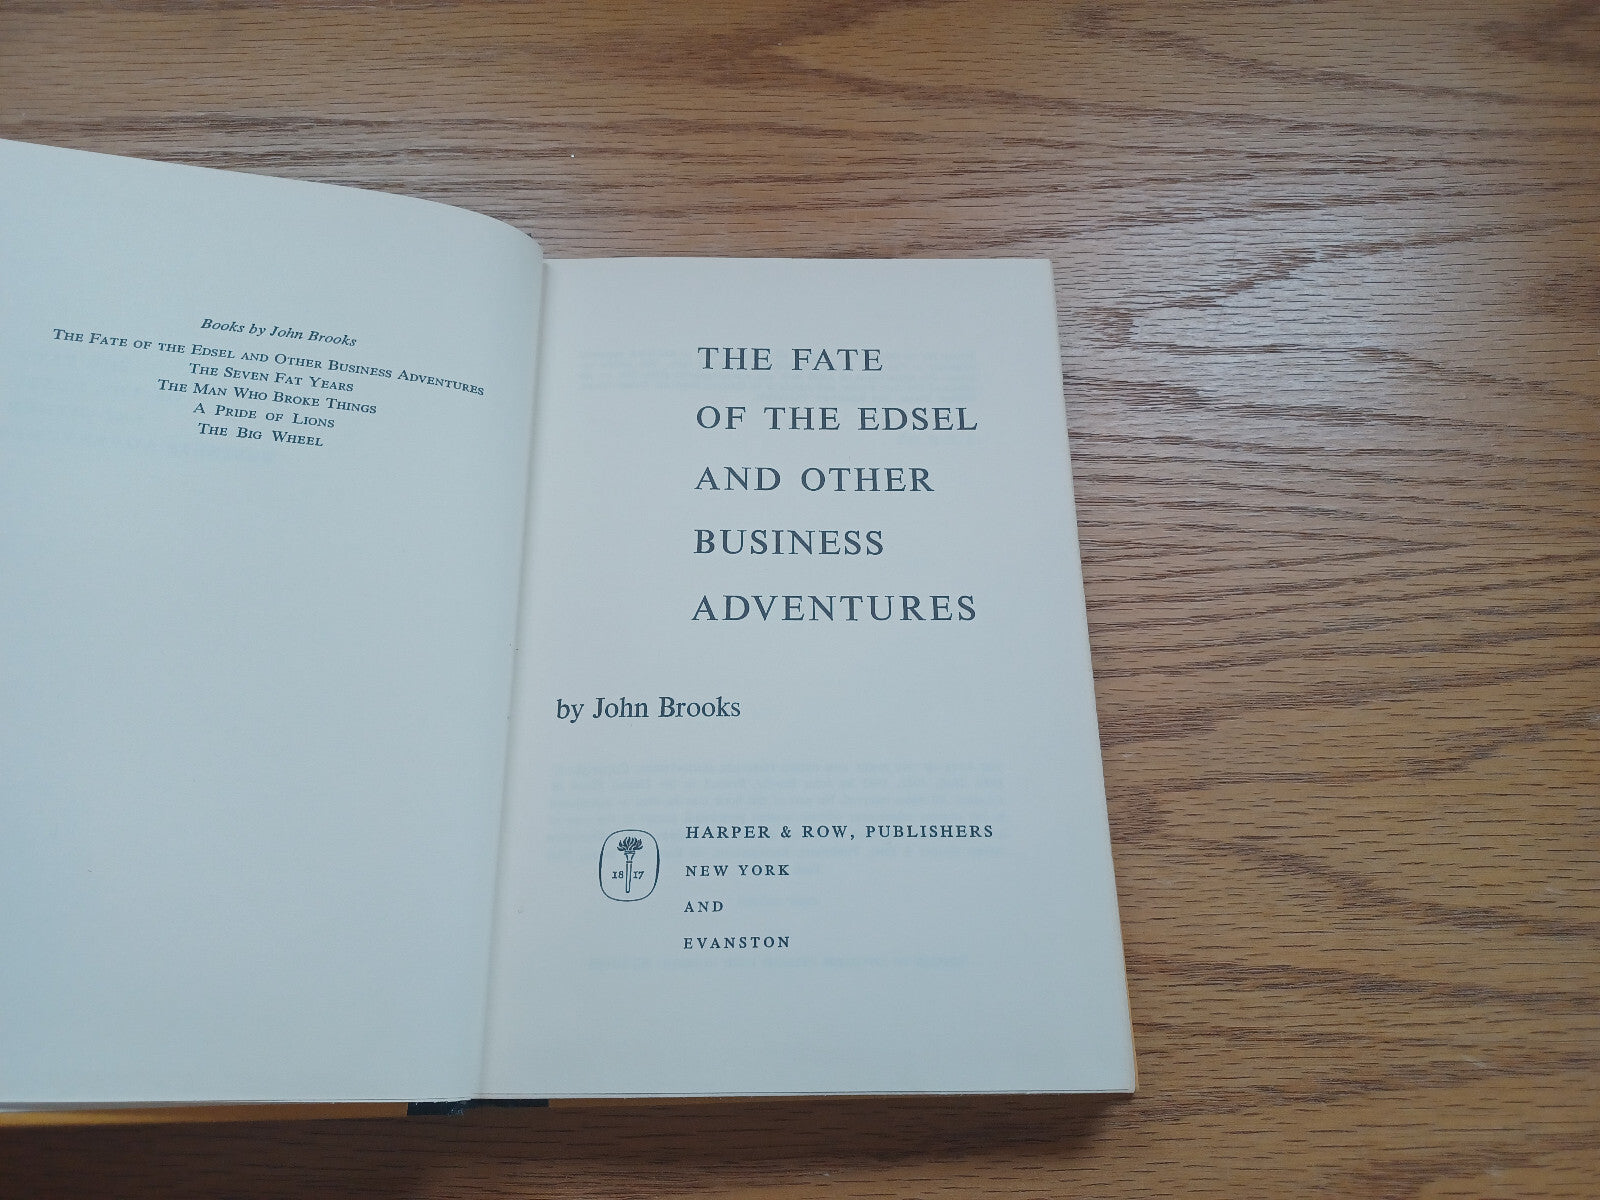 Books by John Brooks
THE FATE OF THE EDSEL AND OTHER BUSINESS ADVENTURES
THE SEVEN FAT YEARS
THE MAN WHO BROKE THINGS
A PRIDE OF LIONS
THE BIG WHEEL
THE FATE
OF THE EDSEL
AND OTHER
BUSINESS
ADVENTURES
by John Brooks
18 17
HARPER & ROW, PUBLISHERS
NEW YORK
AND
EVANSTON